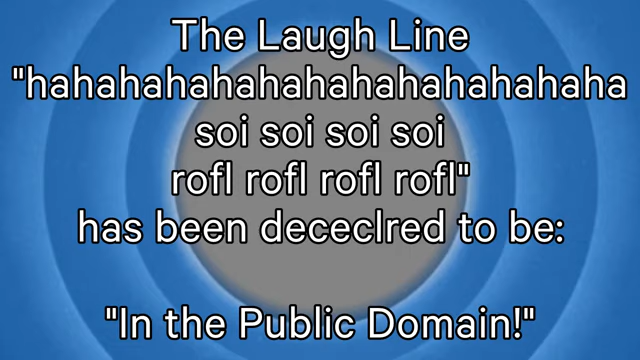 The Laugh Line
"hahahahahahahahahahahahahaha
soi soi soi soi
rofl rofl rofl rofl"
has been dececlred to be:
"In the Public Domain!"